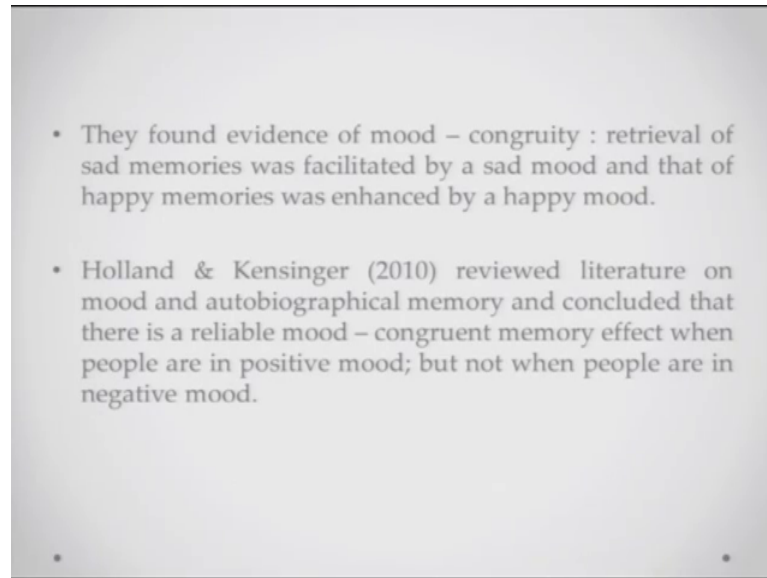 • They found evidence of mood – congruity : retrieval of
sad memories was facilitated by a sad mood and that of
happy memories was enhanced by a happy mood.
• Holland & Kensinger (2010) reviewed literature on
mood and autobiographical memory and concluded that
there is a reliable mood – congruent memory effect when
people are in positive mood; but not when people are in
negative mood.